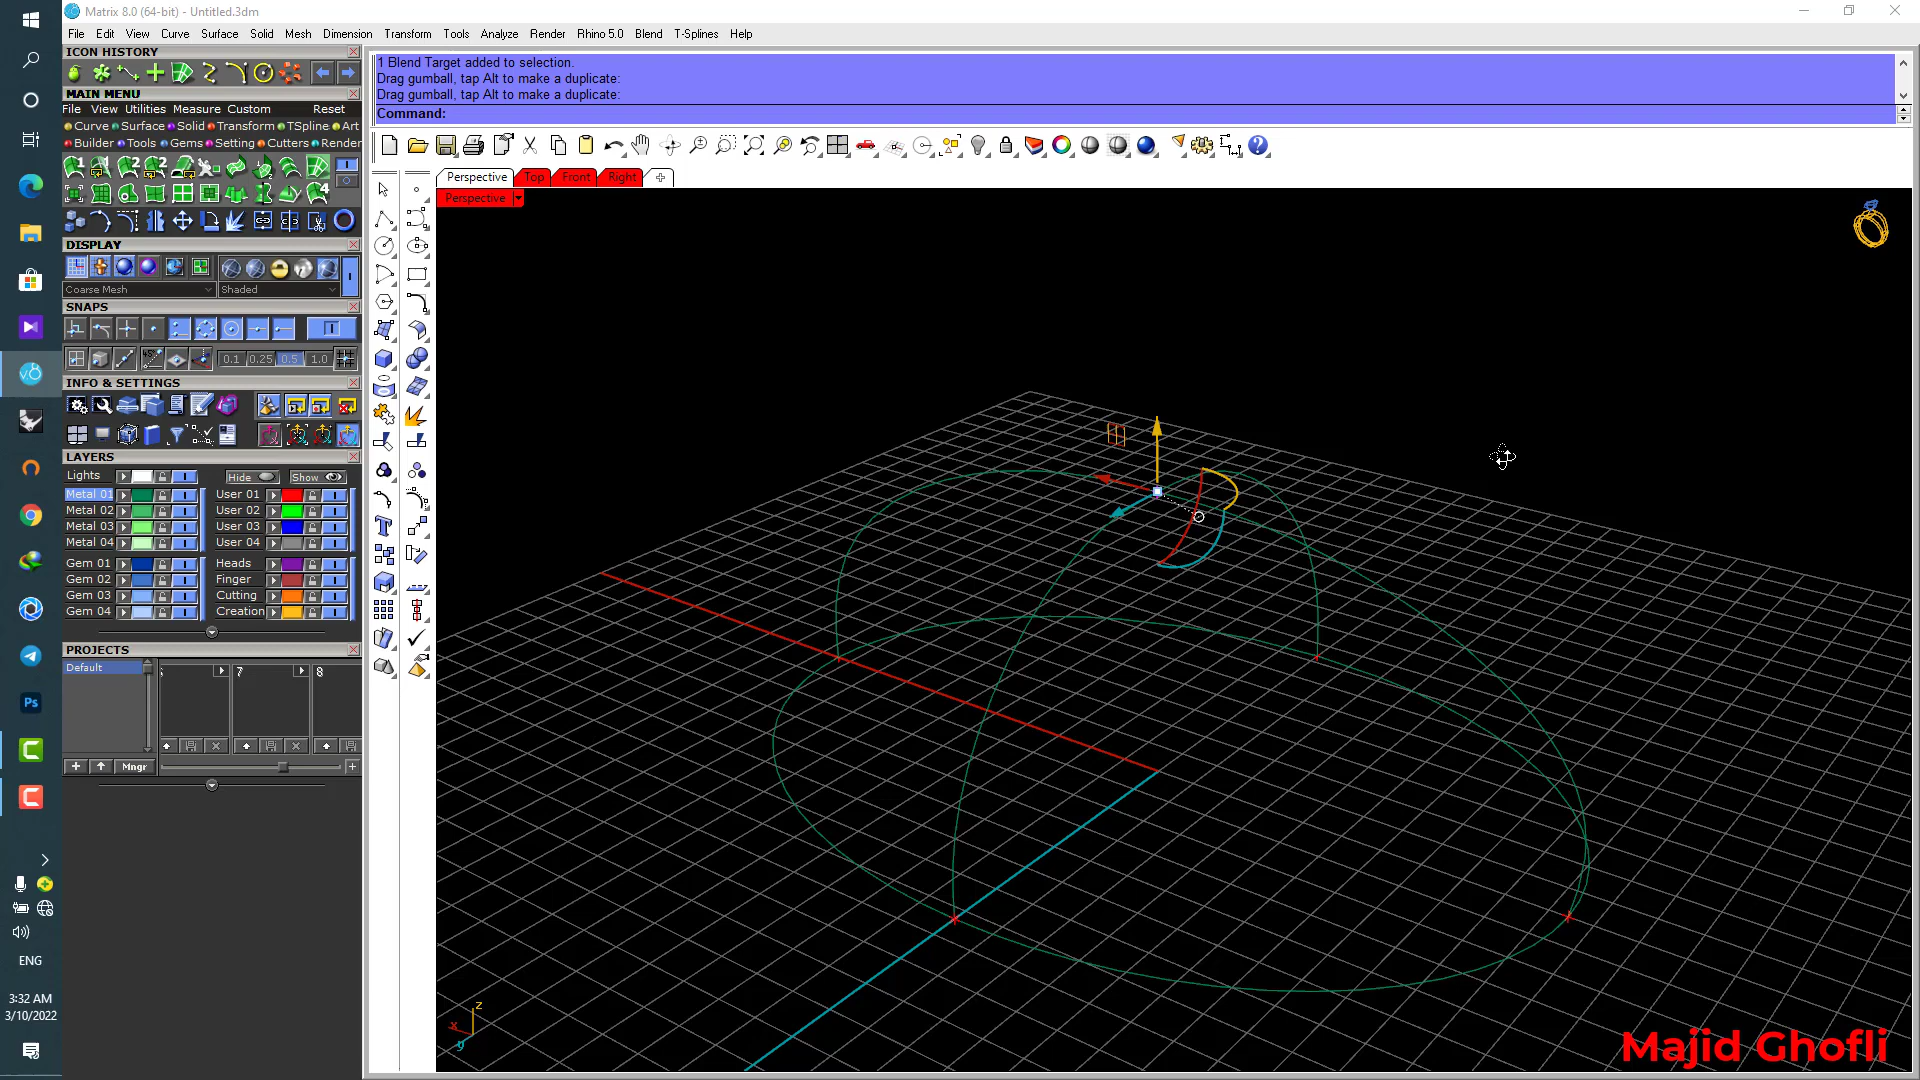 Matrix 8.0 (64-bit) - Untitled.3dm
File Edit View Curve Surface Solid Mesh Dimension Transform Tools Analyze Render Rhino 5.0 Blend T-Splines Help
ICON HISTORY
1 Blend Target added to selection.
Drag gumball, tap Alt to make a duplicate:
Drag gumball, tap Alt to make a duplicate:
Command:
MAIN MENU
File View Utilities Measure Custom Reset
Curve Surface Solid Transform TSpline Art
Builder Tools Gems Setting Cutters Render
Perspective Top Front Right
Perspective
DISPLAY
Coarse Mesh Shaded
SNAPS
0.1 0.25 0.5 1.0
INFO & SETTINGS
LAYERS
Lights Hide Show
Metal 01 User 01
Metal 02 User 02
Metal 03 User 03
Metal 04 User 04
Gem 01 Heads
Gem 02 Finger
Gem 03 Cutting
Gem 04 Creation
PROJECTS
Default 7 8
Mngr
ENG
3:32 AM
3/10/2022
z
x
y
Majid Ghofli